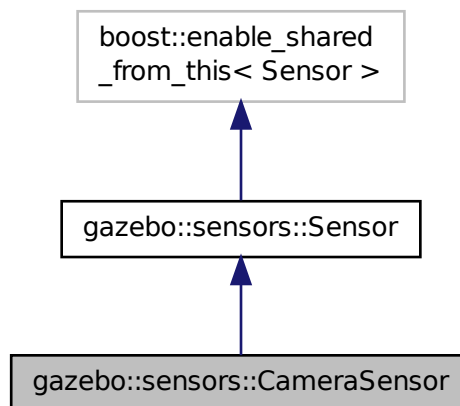 boost::enable_shared
_from_this< Sensor >
gazebo::sensors::Sensor
gazebo::sensors::CameraSensor